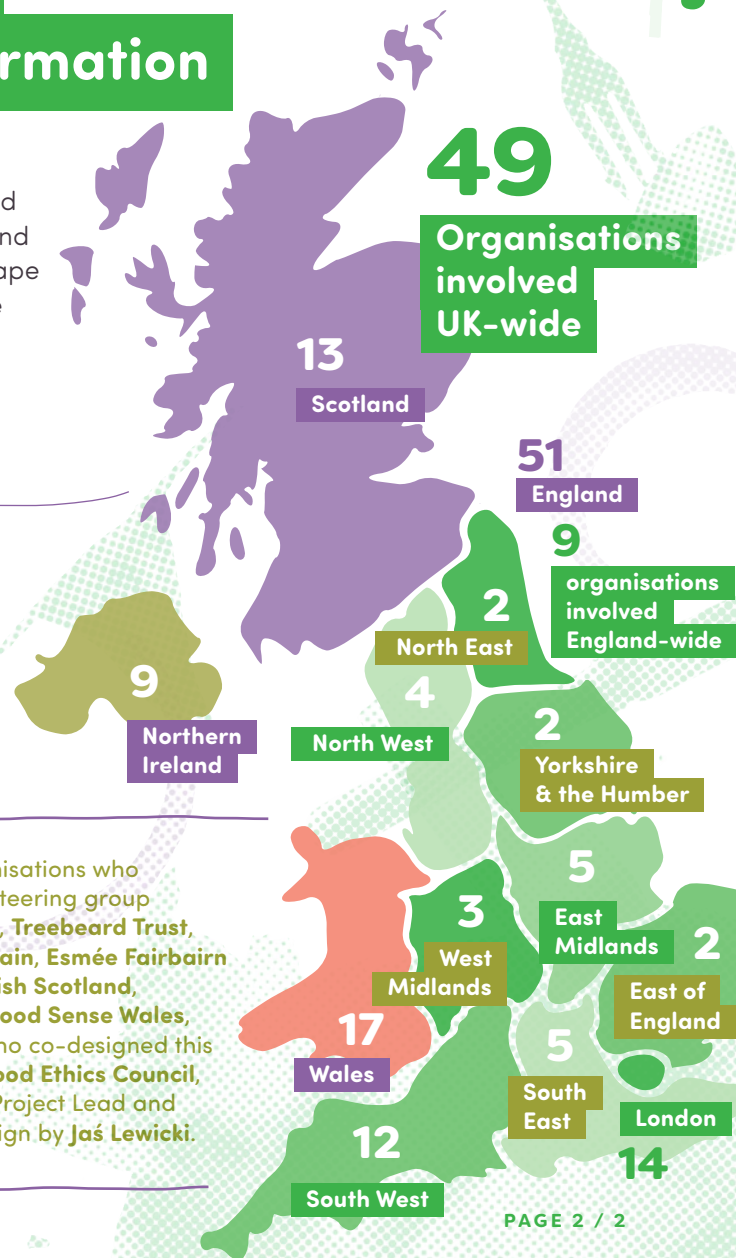 rmation
d
nd
ape
e
49
Organisations
involved
UK-wide
13
Scotland
51
England
9
organisations
involved
England-wide
2
North East
4
North West
9
Northern
Ireland
2
Yorkshire
& the Humber
5
East
Midlands
3
West
Midlands
2
East of
England
17
Wales
5
South
East
London
14
12
South West
nisations who
teering group
, Treebeard Trust,
ain, Esmée Fairbairn
ish Scotland,
ood Sense Wales,
ho co-designed this
ood Ethics Council,
Project Lead and
ign by Jaś Lewicki.
PAGE 2 / 2